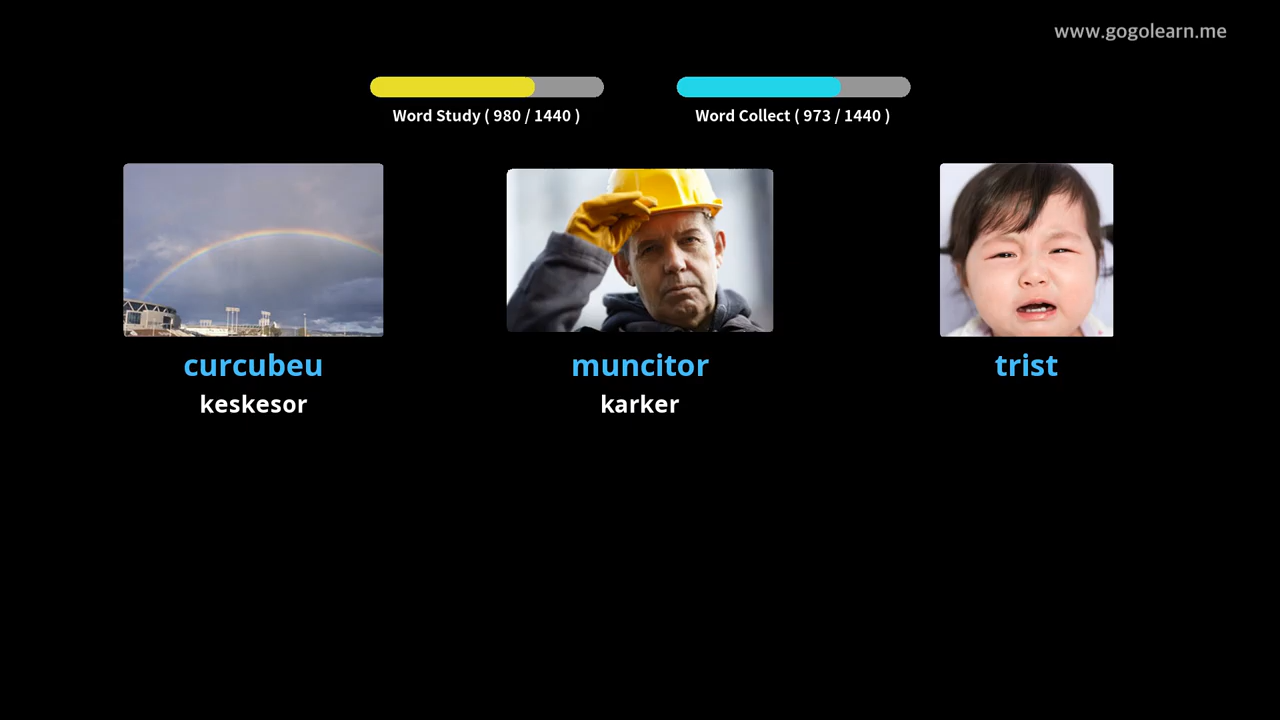 www.gogolearn.me
Word Study ( 980 / 1440 )
Word Collect ( 973 / 1440 )
curcubeu
muncitor
trist
keskesor
karker